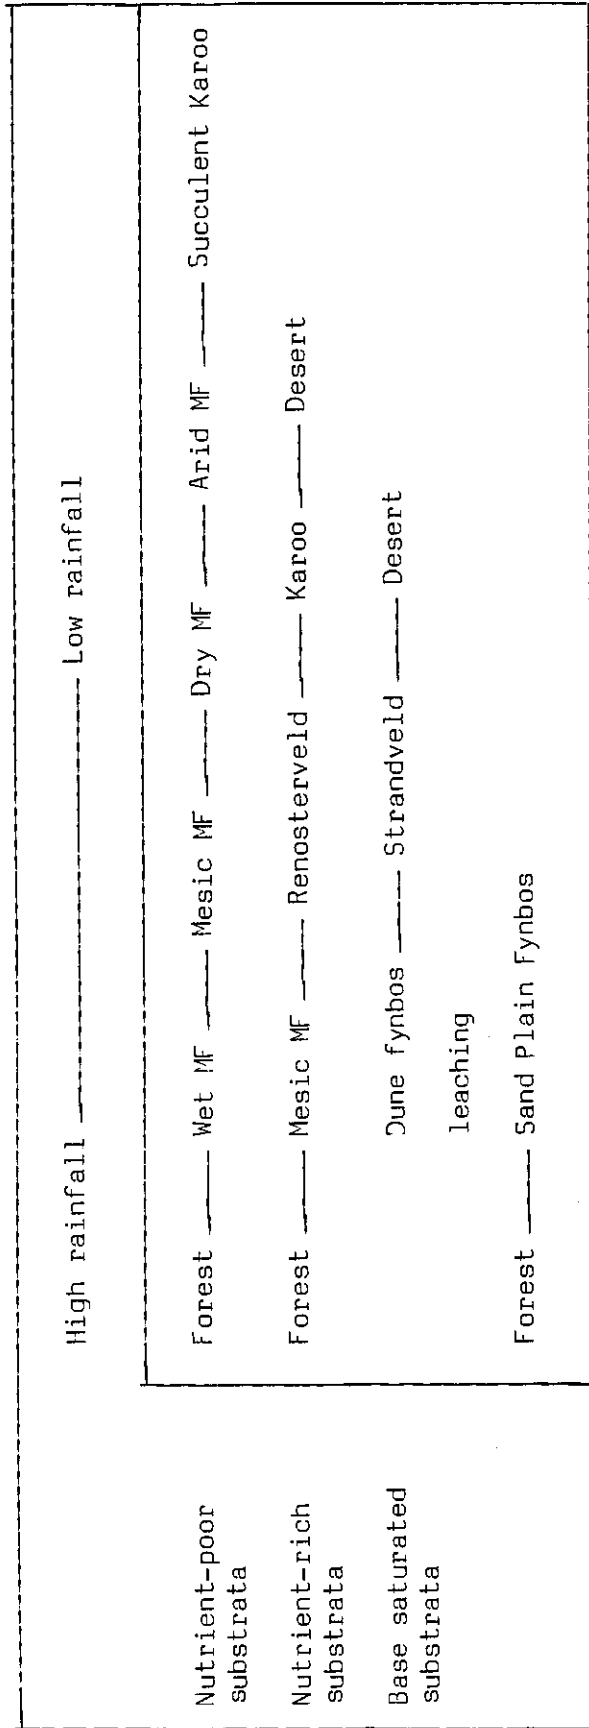 High rainfall ——— Low rainfall
Nutrient-poor substrata
Forest —— Wet MF —— Mesic MF —— Dry MF —— Arid MF —— Succulent Karoo
Nutrient-rich substrata
Forest —— Mesic MF —— Renosterveld —— Karoo —— Desert
Base saturated substrata
Dune fynbos —— Strandveld —— Desert
leaching
Forest —— Sand Plain Fynbos